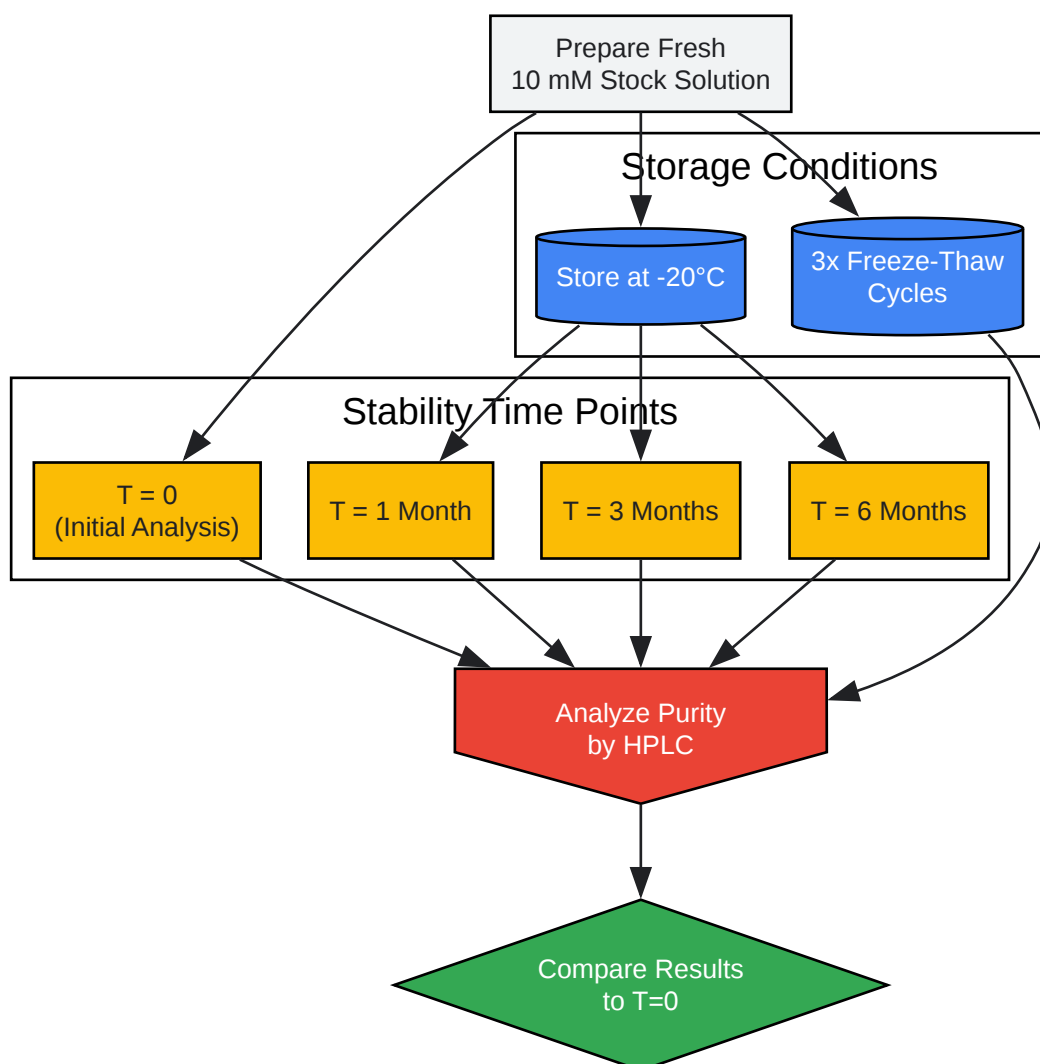 Prepare Fresh
10 mM Stock Solution
Storage Conditions
Store at -20°C
3x Freeze-Thaw
Cycles
Stability Time Points
T = 0
(Initial Analysis)
T = 1 Month
T = 3 Months
T = 6 Months
Analyze Purity
by HPLC
Compare Results
to T=0